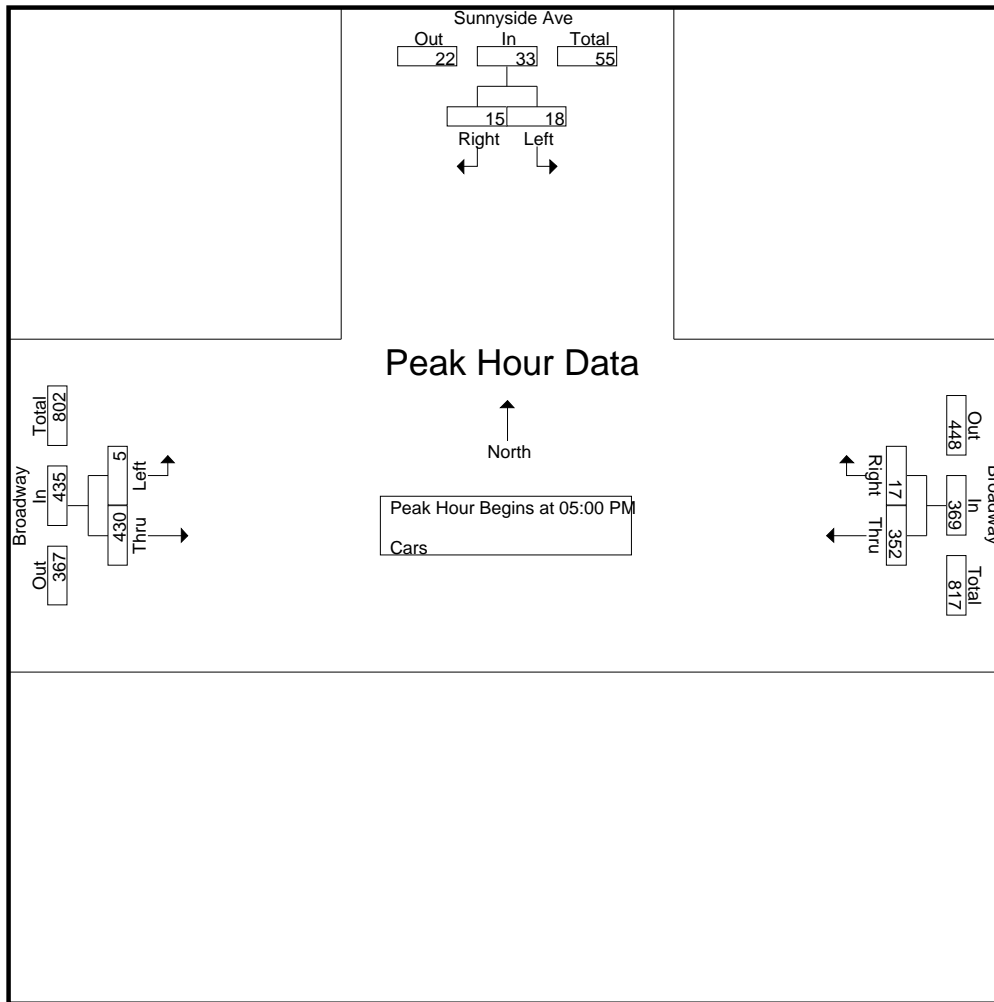 Sunnyside Ave
Out In Total
22 33 55
15 18
Right Left
Peak Hour Data
North
Peak Hour Begins at 05:00 PM
Cars
Broadway
Out In Total
367 435 802
5 430
Left Thru
Broadway
Out In Total
448 369 817
17 352
Right Thru